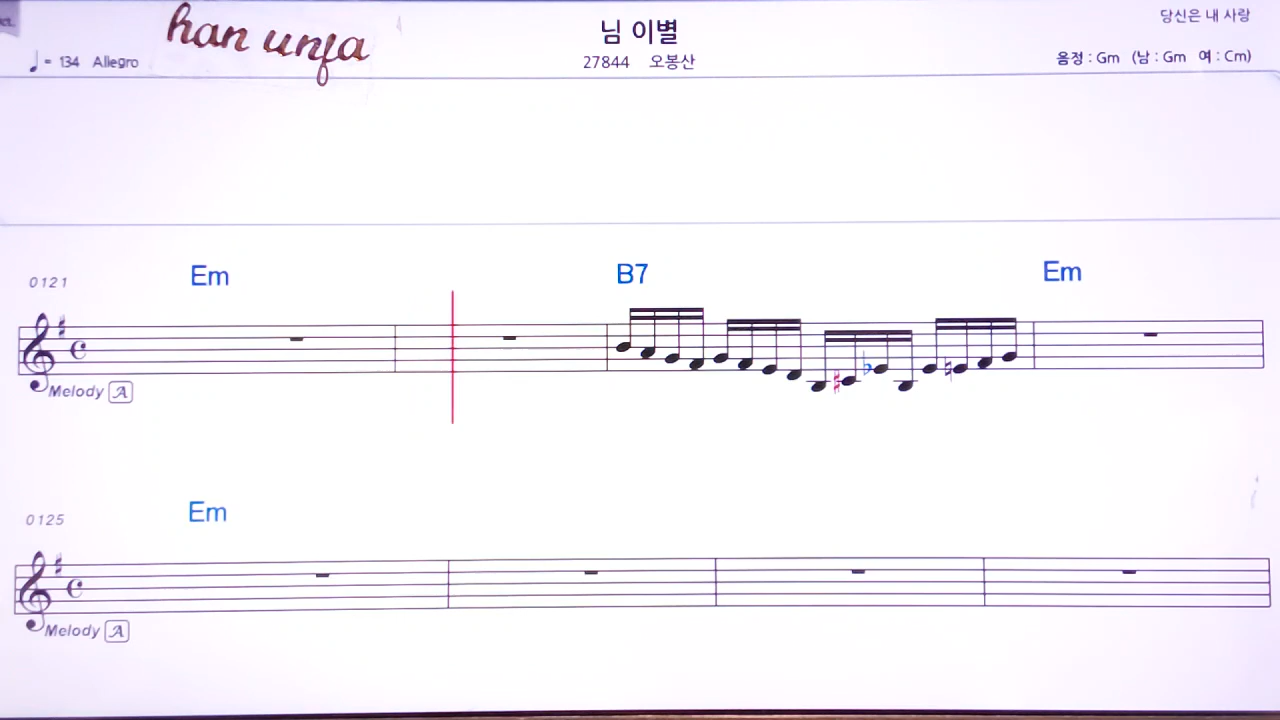 han unfa
님 이별
당신은 내 사랑
♩= 134 Allegro
27844 오봉산
음정 : Gm (남 : Gm 여 : Cm)
0121 Em B7 Em
Melody A
0125 Em
Melody A